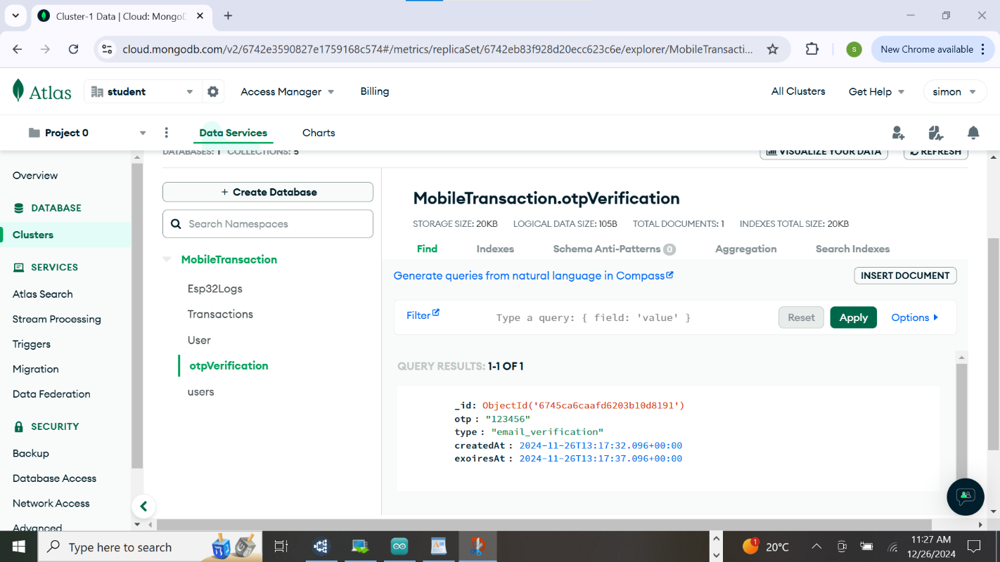 Cluster-1 Data | Cloud: MongoD
New Chrome available
cloud.mongodb.com/v2/6742e3590827e1759168c574#/metrics/replicaSet/6742eb83f928d20ecc623c6e/explorer/MobileTransacti...
S
Atlas
student
Access Manager
Billing
All Clusters
Get Help
simon
Project 0
Data Services
Charts
DATABASES: 1 COLLECTIONS: 5
VISUALIZE YOUR DATA
REFRESH
Overview
DATABASE
Clusters
SERVICES
Atlas Search
Stream Processing
Triggers
Migration
Data Federation
SECURITY
Backup
Database Access
Network Access
Advanced
+ Create Database
Search Namespaces
MobileTransaction
Esp32Logs
Transactions
User
otpVerification
users
MobileTransaction.otpVerification
STORAGE SIZE: 20KB LOGICAL DATA SIZE: 105B TOTAL DOCUMENTS: 1 INDEXES TOTAL SIZE: 20KB
Find Indexes Schema Anti-Patterns 0 Aggregation Search Indexes
Generate queries from natural language in Compass
INSERT DOCUMENT
Filter
Type a query: { field: 'value' }
Reset
Apply
Options
QUERY RESULTS: 1-1 OF 1
_id: ObjectId('6745ca6caafd6203b10d8191')
otp : "123456"
type : "email_verification"
createdAt : 2024-11-26T13:17:32.096+00:00
exoiresAt : 2024-11-26T13:17:37.096+00:00
Type here to search
1
20°C
11:27 AM
12/26/2024